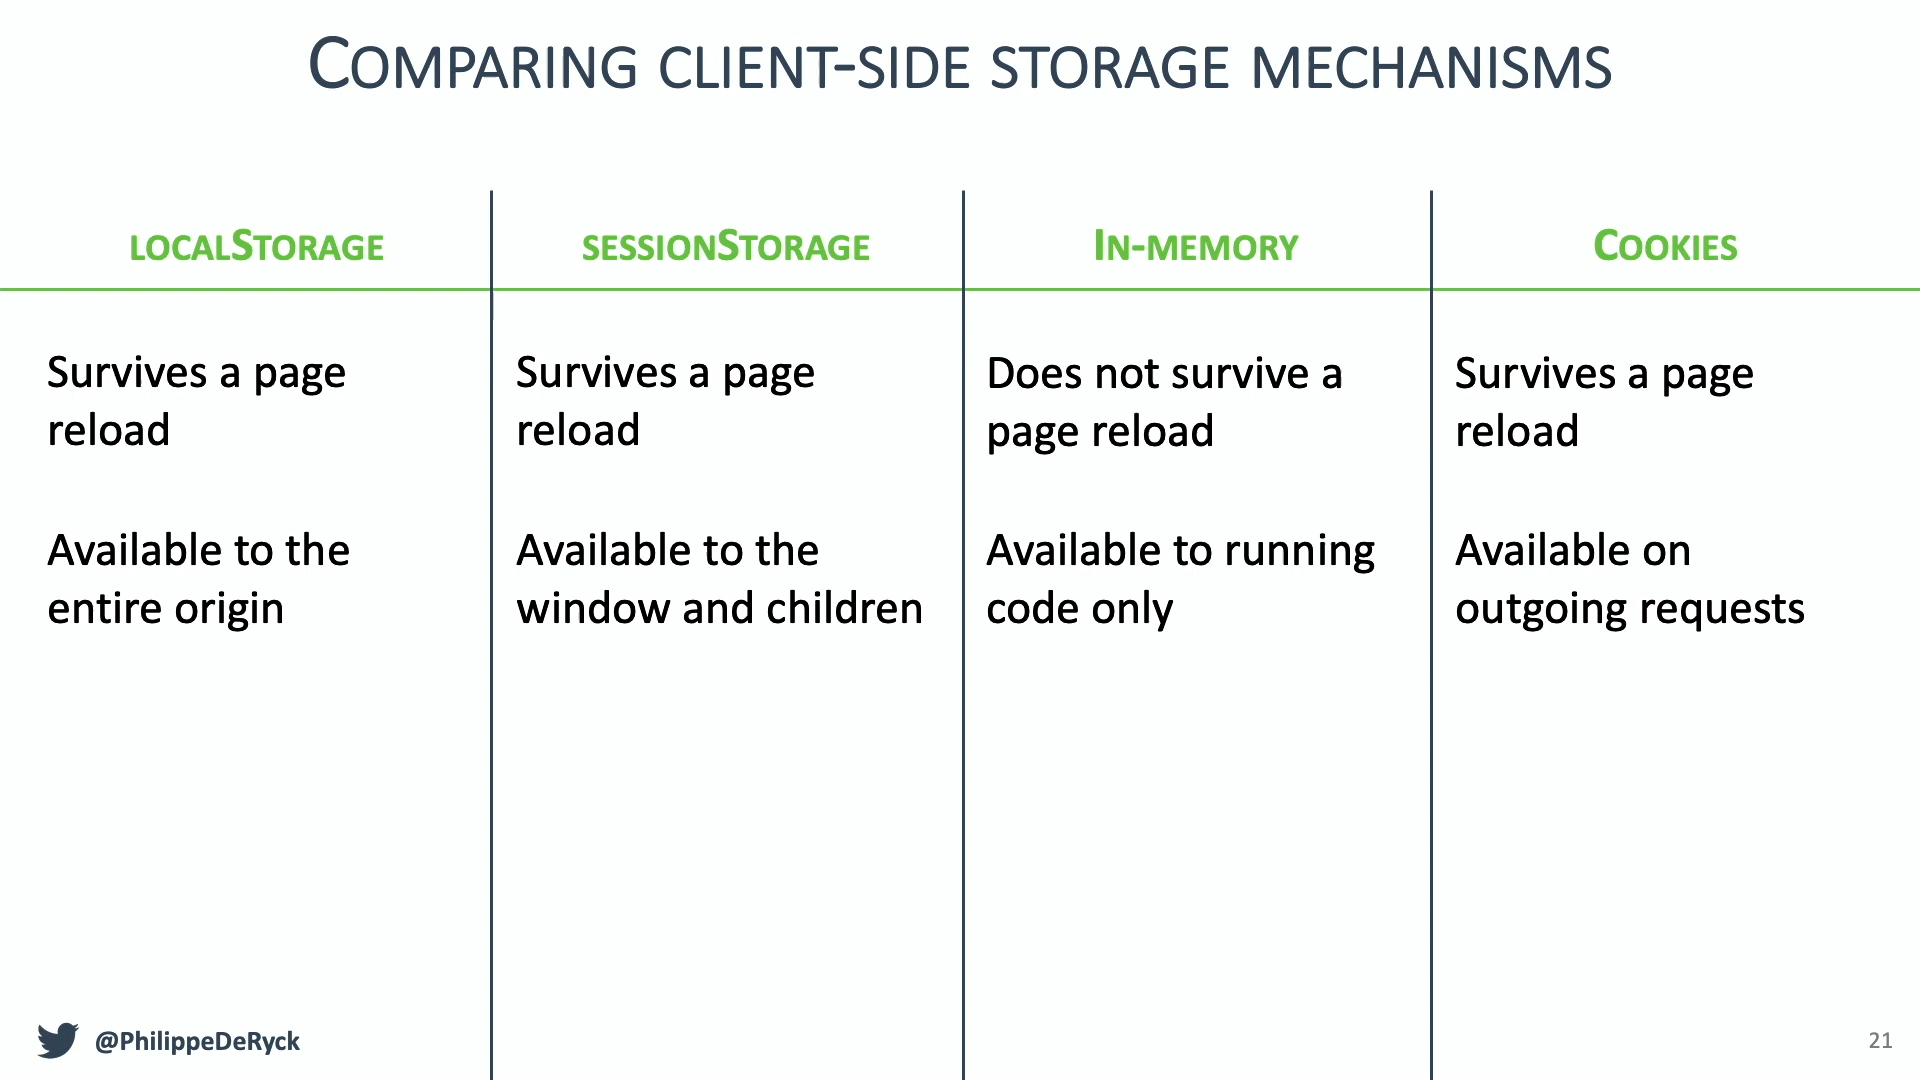 COMPARING CLIENT-SIDE STORAGE MECHANISMS
LOCALSTORAGE
SESSIONSTORAGE
IN-MEMORY
COOKIES
Survives a page
reload
Available to the
entire origin
Survives a page
reload
Available to the
window and children
Does not survive a
page reload
Available to running
code only
Survives a page
reload
Available on
outgoing requests
@PhilippeDeRyck
21